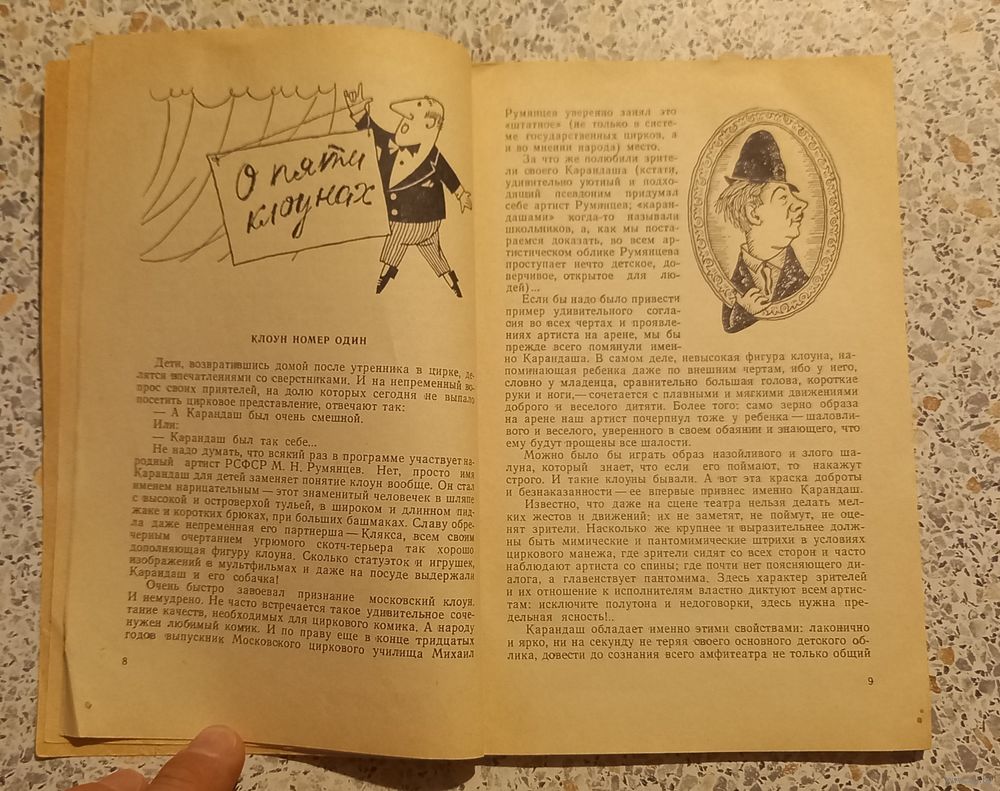 О пяти
клоунах
КЛОУН НОМЕР ОДИН
Дети, возвратившись домой после утренника в цирке, де-
лятся впечатлениями со сверстниками. И на непременный во-
прос своих приятелей, на долю которых сегодня не выпало
посетить цирковое представление, отвечают так:
— А Карандаш был очень смешной.
Или:
— Карандаш был так себе...
Не надо думать, что всякий раз в программе участвует на-
родный артист РСФСР М. Н. Румянцев. Нет, просто имя
Карандаш для детей заменяет понятие клоун вообще. Он стал
именем нарицательным — этот знаменитый человечек в шляпе
с высокой и островерхой тульей, в широком и длинном пид-
жаке и коротких брюках, при больших башмаках. Славу обре-
ла даже непременная его партнерша — Клякса, всем своим
черным очертанием угрюмого скотч-терьера так хорошо
дополняющая фигуру клоуна. Сколько статуэток и игрушек,
изображений в мультфильмах и даже на посуде выдержали
Карандаш и его собачка!
Очень быстро завоевал признание московский клоун.
И немудрено. Не часто встречается такое удивительное соче-
тание качеств, необходимых для циркового комика. А народу
нужен любимый комик. И по праву еще в конце тридцатых
годов выпускник Московского циркового училища Михаил
8
Румянцев уверенно занял это
«штатное» (не только в систе-
ме государственных цирков, а
и во мнении народа) место.
За что же полюбили зрите-
ли своего Карандаша (кстати,
удивительно уютный и подхо-
дящий псевдоним придумал
себе артист Румянцев; «каран-
дашами» когда-то называли
школьников, а, как мы поста-
раемся доказать, во всем ар-
тистическом облике Румянцева
проступает нечто детское, до-
верчивое, открытое для лю-
дей)...
Если бы надо было привести
пример удивительного согла-
сия во всех чертах и проявле-
ниях артиста на арене, мы бы
прежде всего помянули имен-
но Карандаша. В самом деле, невысокая фигура клоуна, на-
поминающая ребенка даже по внешним чертам, ибо у него,
словно у младенца, сравнительно большая голова, короткие
руки и ноги,— сочетается с плавными и мягкими движениями
доброго и веселого дитяти. Более того: само зерно образа
на арене наш артист почерпнул тоже у ребенка — шаловли-
вого и веселого, уверенного в своем обаянии и знающего, что
ему будут прощены все шалости.
Можно было бы играть образ назойливого и злого ша-
луна, который знает, что если его поймают, то накажут
строго. И такие клоуны бывали. А вот эта краска доброты
и безнаказанности — ее впервые привнес именно Карандаш.
Известно, что даже на сцене театра нельзя делать мел-
ких жестов и движений: их не заметят, не поймут, не оце-
нят зрители. Насколько же крупнее и выразительнее долж-
ны быть мимические и пантомимические штрихи в условиях
циркового манежа, где зрители сидят со всех сторон и часто
наблюдают артиста со спины; где почти нет поясняющего ди-
алога, а главенствует пантомима. Здесь характер зрителей
и их отношение к исполнителям властно диктуют всем артис-
там: исключите полутона и недоговорки, здесь нужна пре-
дельная ясность!..
Карандаш обладает именно этими свойствами: лаконично
и ярко, ни на секунду не теряя своего основного детского об-
лика, довести до сознания всего амфитеатра не только общий
9